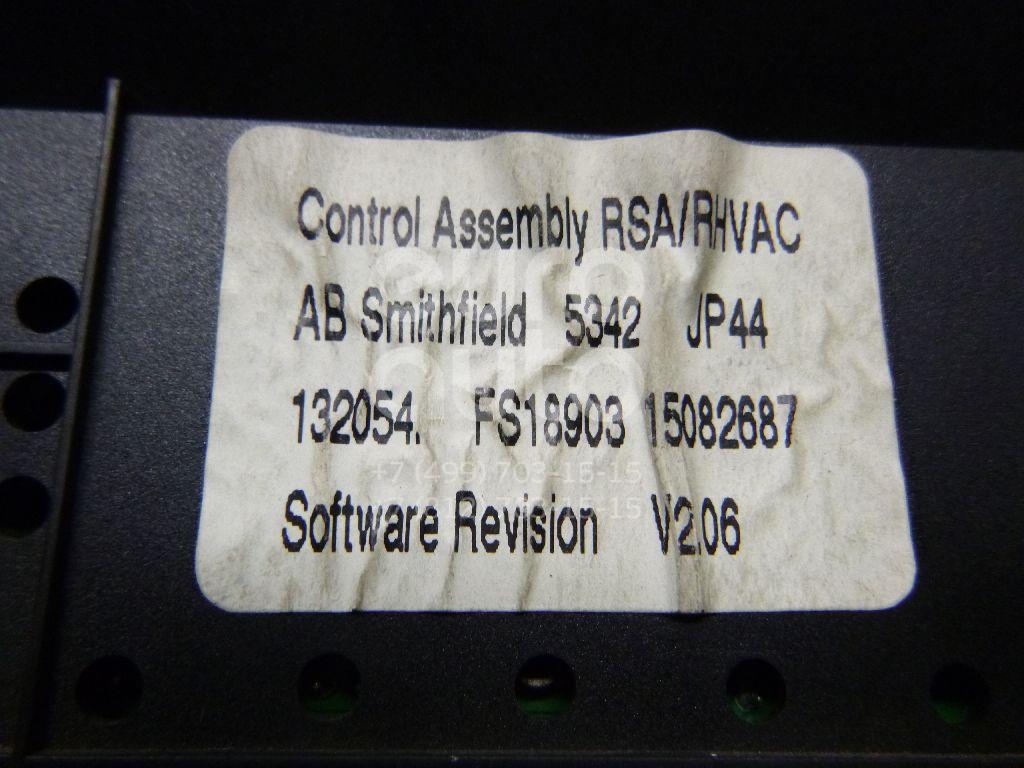 Control Assembly RSA/RHVAC
AB Smithfield 5342 JP44
132054. FS18903 15082687
+7 (499) 703-15-15
Software Revision V2.06